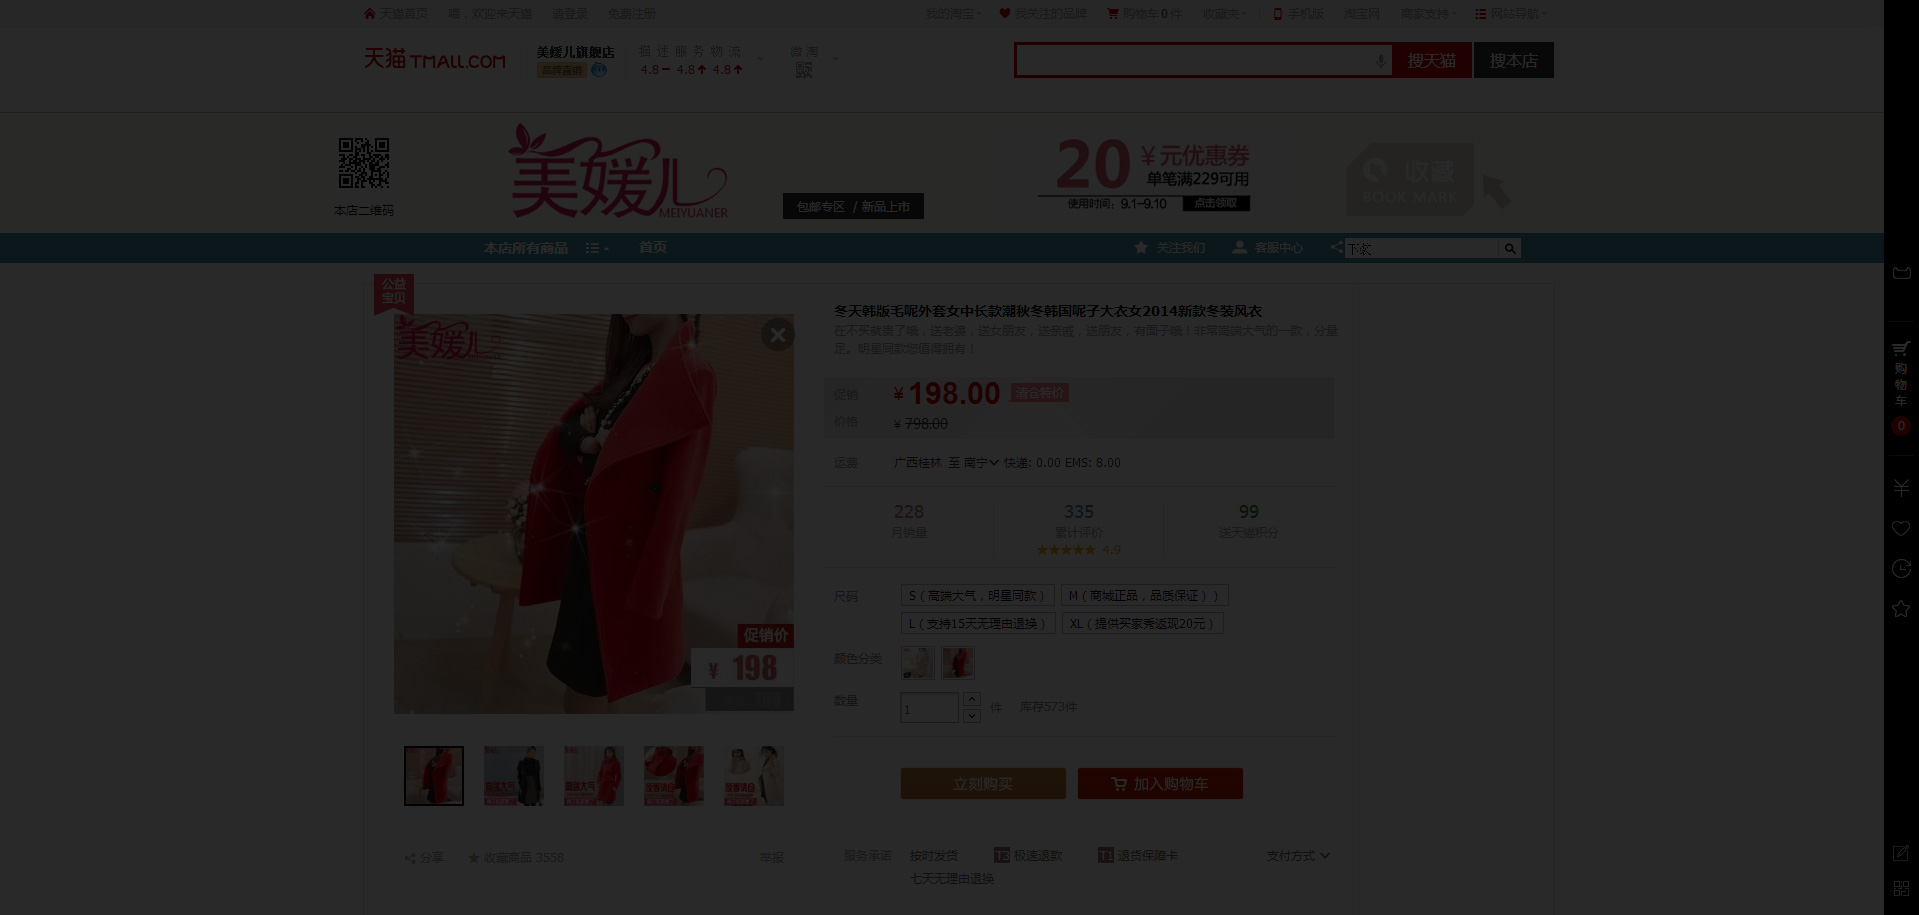 天猫首页 喵，欢迎来天猫 请登录 免费注册 我的淘宝 我关注的品牌 购物车0件 收藏夹 手机版 淘宝网 商家支持 网站导航
天猫 TMALL.COM
美媛儿旗舰店
品牌直销
描述 服务 物流
4.8 4.8 4.8
微淘
搜天猫 搜本店
本店二维码
美媛儿
MEIYUANER
包邮专区 / 新品上市
20 ¥元优惠券
单笔满229可用
使用时间：9.1-9.10 点击领取
收藏
BOOK MARK
本店所有商品 首页 关注我们 客服中心
公益
宝贝
美媛儿
促销价
¥ 198
冬天韩版毛呢外套女中长款潮秋冬韩国呢子大衣女2014新款冬装风衣
在不买就贵了哦，送老婆，送女朋友，送亲戚，送朋友，有面子哦！非常高端大气的一款，分量
足。明星同款您值得拥有！
促销 ¥198.00 清仓特价
价格 ¥ 798.00
运费 广西桂林 至 南宁 快递: 0.00 EMS: 8.00
228 335 99
月销量 累计评价 送天猫积分
4.9
尺码 S（高端大气，明星同款） M（商城正品，品质保证））
L（支持15天无理由退换） XL（提供买家秀返现20元）
颜色分类
数量 1 件 库存573件
立刻购买 加入购物车
分享 收藏商品 3558 举报
服务承诺 按时发货 T3 极速退款 T1 退货保障卡 支付方式
七天无理由退换
购
物
车
0